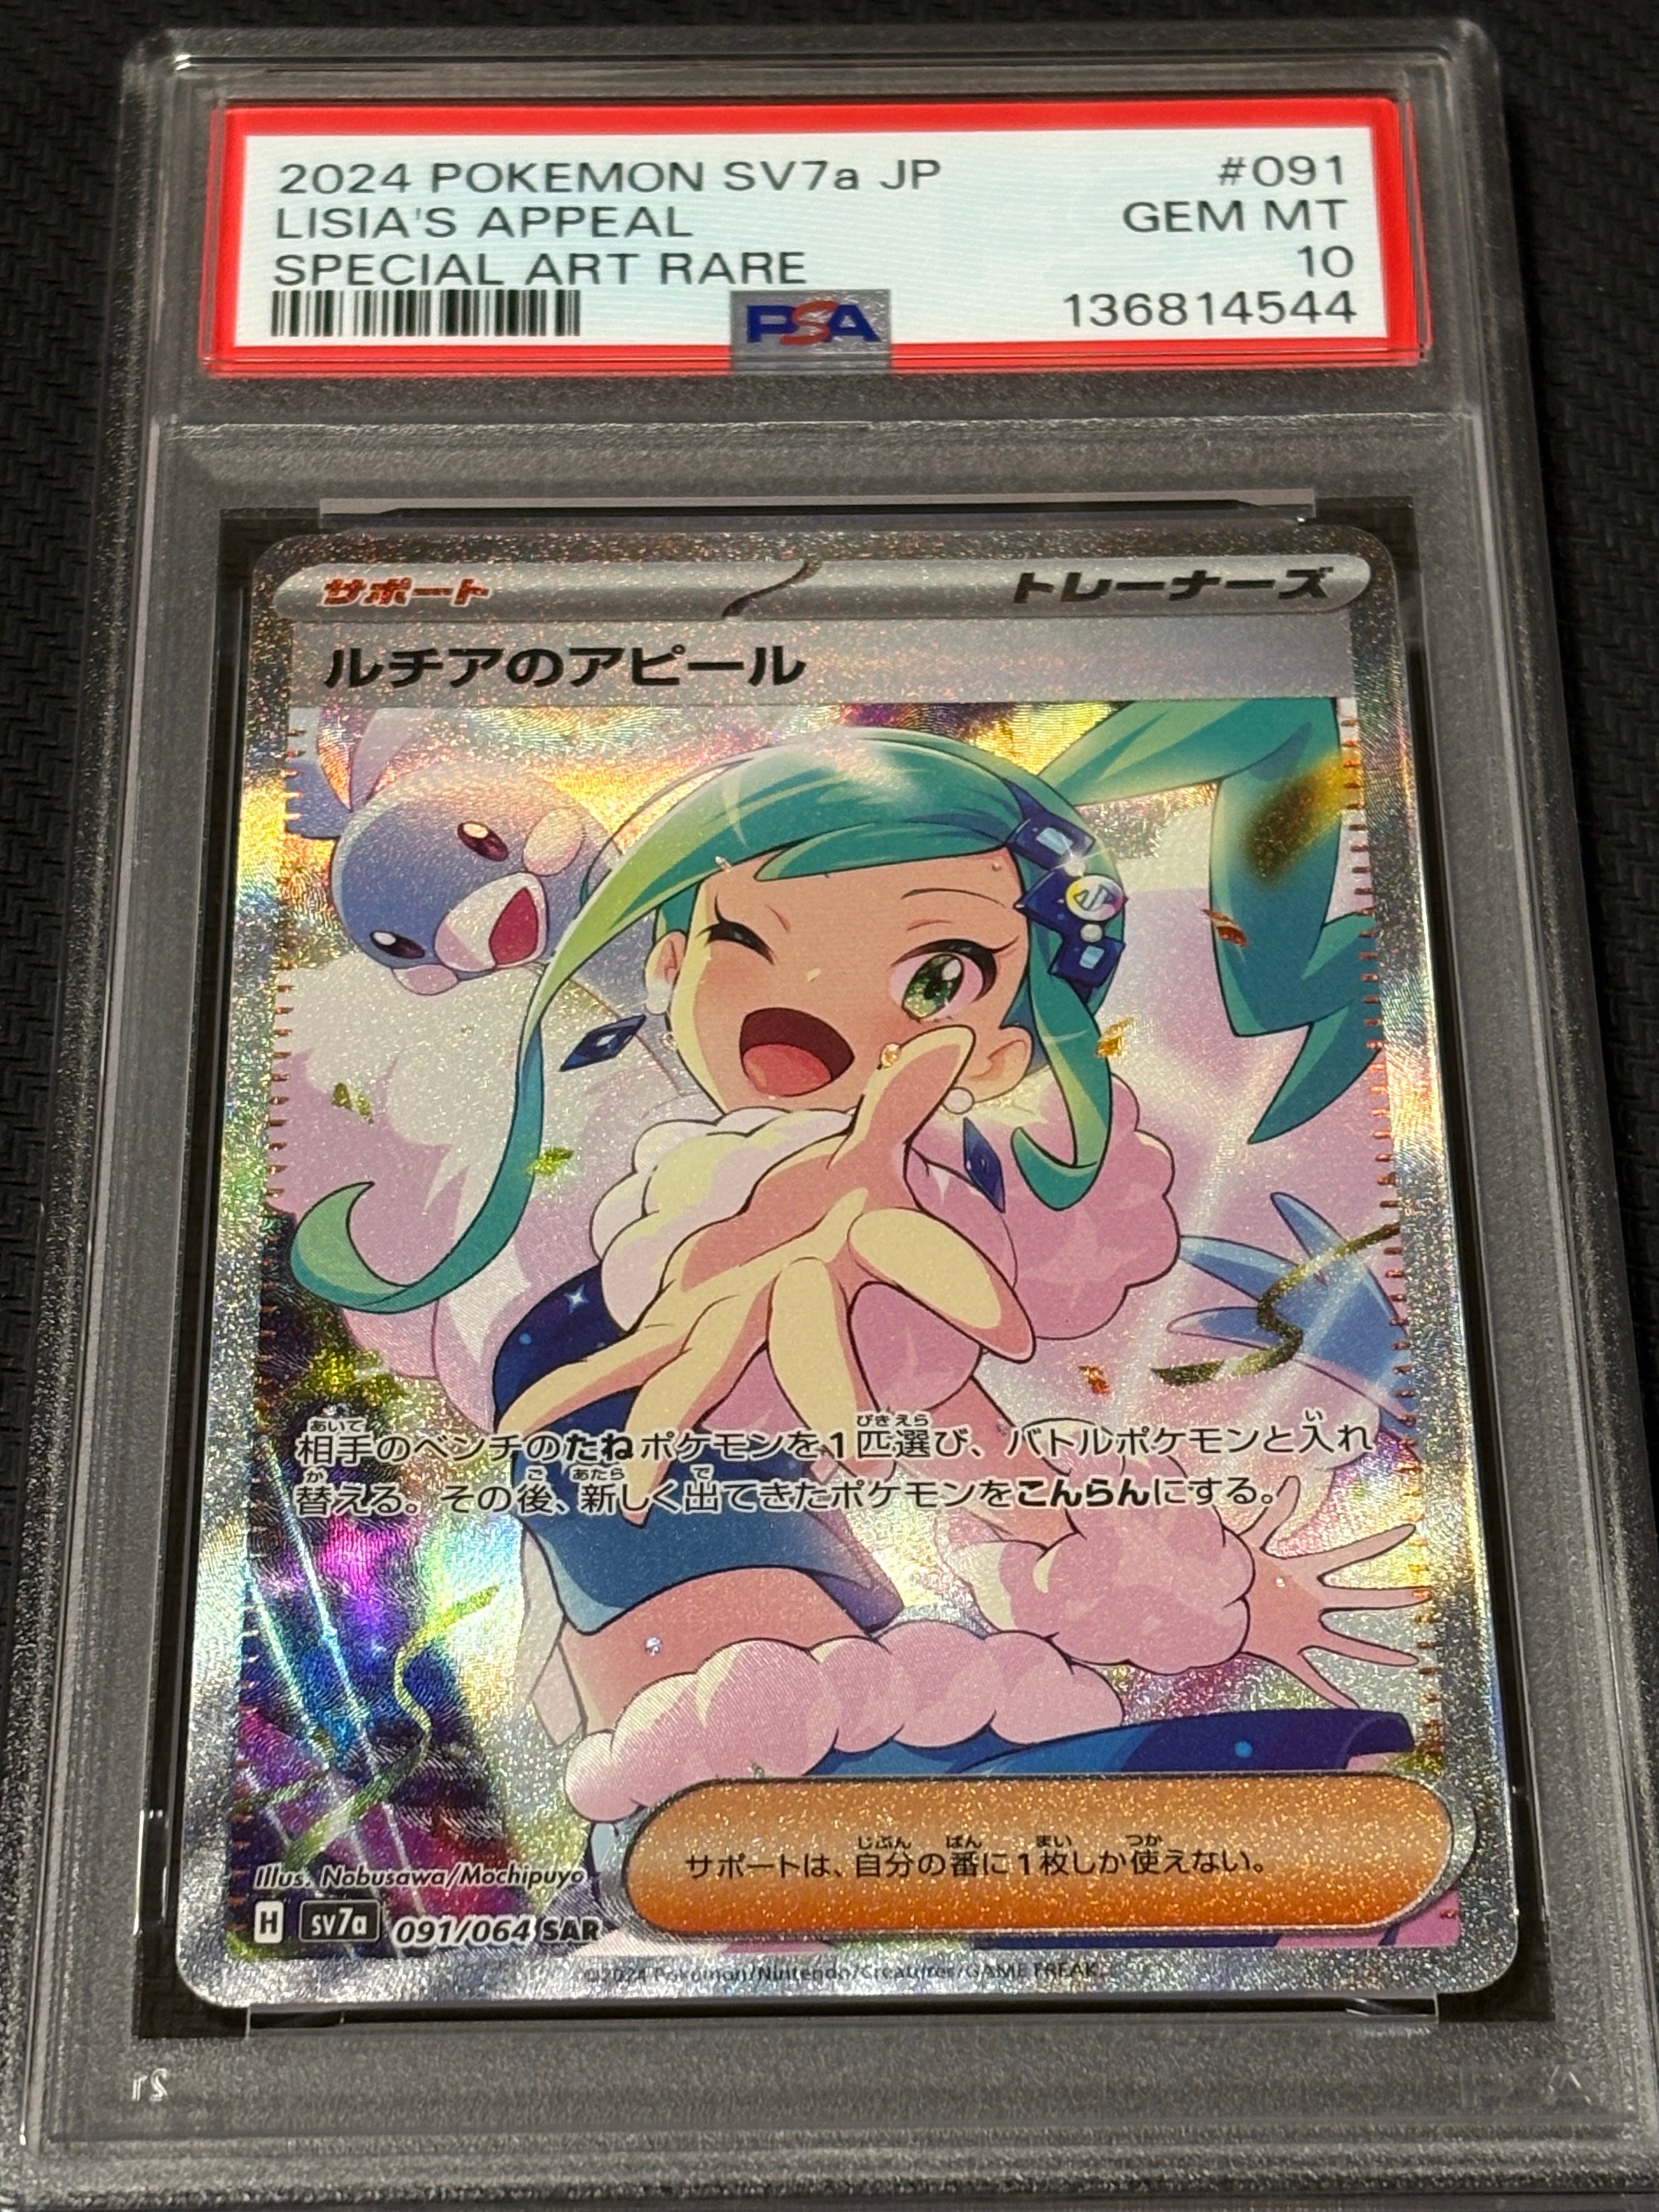 2024 POKEMON SV7a JP #091
LISIA'S APPEAL GEM MT
SPECIAL ART RARE 10
PSA 136814544
サポート トレーナーズ
ルチアのアピール
あいて びきえら い
相手のベンチのたねポケモンを1匹選び、バトルポケモンと入れ
か ご あたら で
替える。その後、新しく出てきたポケモンをこんらんにする。
じぶん ばん まい つか
サポートは、自分の番に1枚しか使えない。
Illus. Nobusawa/Mochipuyo
H sv7a 091/064 SAR
©2024 Pokémon/Nintendo/Creatures/GAME FREAK